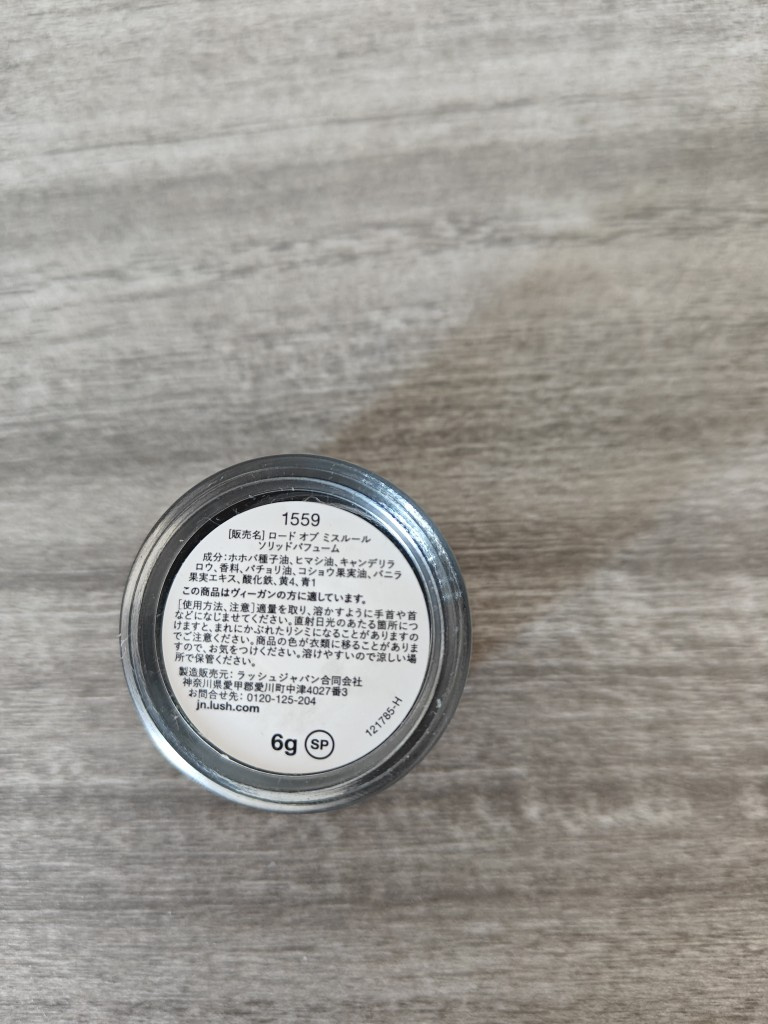 1559
[販売名] ロード オブ ミスルール
ソリッドパフューム
成分:ホホバ種子油、ヒマシ油、キャンデリラ
ロウ、香料、パチョリ油、コショウ果実油、バニラ
果実エキス、酸化鉄、黄4、青1
この商品はヴィーガンの方に適しています。
[使用方法、注意]適量を取り、溶かすように手首や首
などになじませてください。直射日光のあたる箇所につ
けますと、まれにかぶれたりシミになることがありますの
でご注意ください。商品の色が衣類に移ることがありま
すので、お気をつけください。溶けやすいので涼しい場
所で保管ください。
製造販売元:ラッシュジャパン合同会社
神奈川県愛甲郡愛川町中津4027番3
お問合せ先:0120-125-204
jn.lush.com
6g SP
121785-H